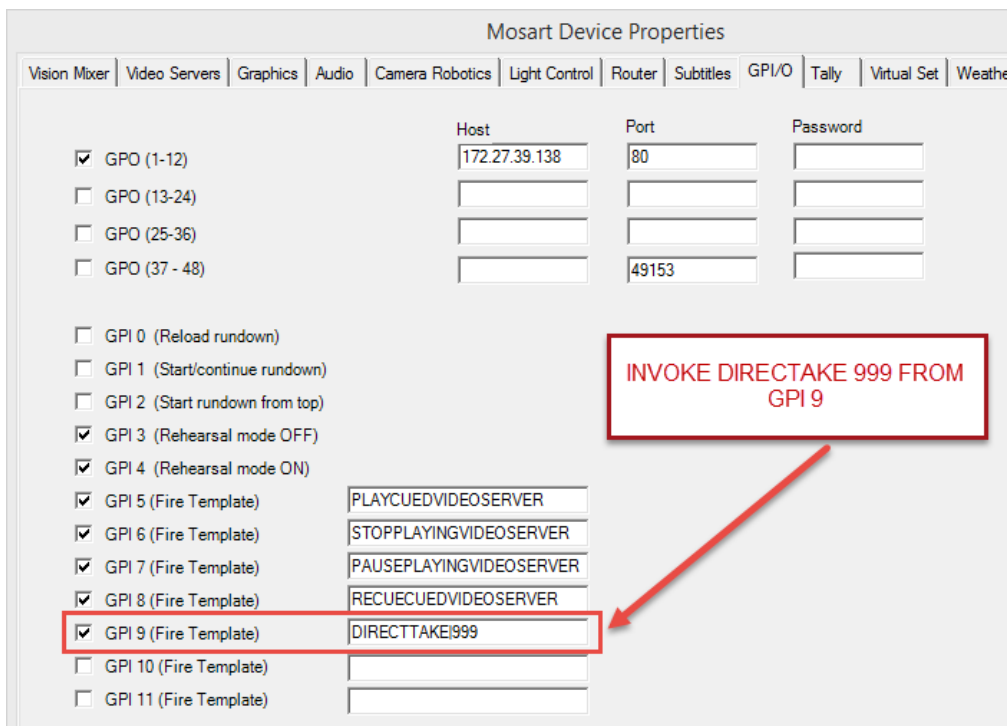 Mosart Device Properties
Vision Mixer Video Servers Graphics Audio Camera Robotics Light Control Router Subtitles GPI/O Tally Virtual Set Weathe
Host Port Password
GPO (1-12) 172.27.39.138 80
GPO (13-24)
GPO (25-36)
GPO (37 - 48) 49153
GPI 0 (Reload rundown)
GPI 1 (Start/continue rundown)
GPI 2 (Start rundown from top)
GPI 3 (Rehearsal mode OFF)
GPI 4 (Rehearsal mode ON)
INVOKE DIRECTAKE 999 FROM
GPI 9
GPI 5 (Fire Template) PLAYCUEDVIDEOSERVER
GPI 6 (Fire Template) STOPPLAYINGVIDEOSERVER
GPI 7 (Fire Template) PAUSEPLAYINGVIDEOSERVER
GPI 8 (Fire Template) RECUECUEDVIDEOSERVER
GPI 9 (Fire Template) DIRECTTAKE|999
GPI 10 (Fire Template)
GPI 11 (Fire Template)